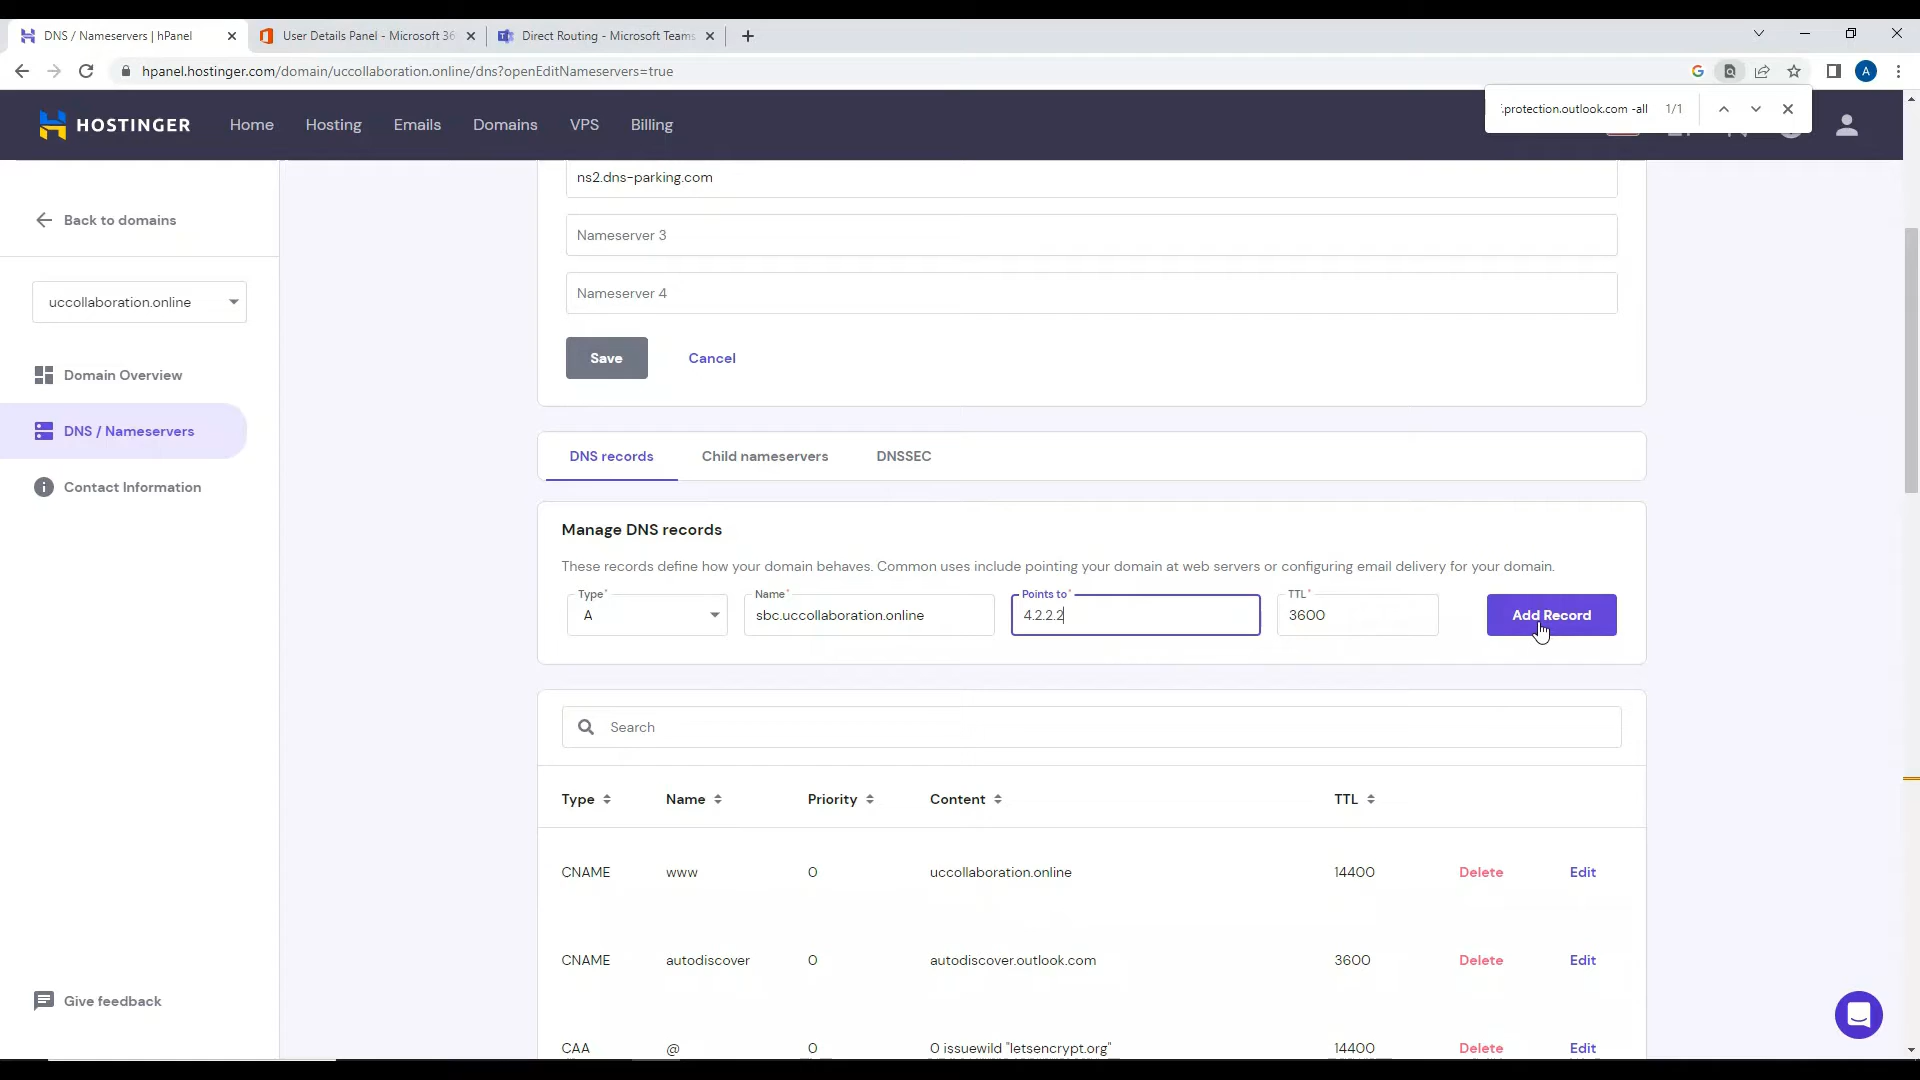 DNS / Nameservers | hPanel
User Details Panel - Microsoft 36
Direct Routing - Microsoft Teams
hpanel.hostinger.com/domain/uccollaboration.online/dns?openEditNameservers=true
A
.protection.outlook.com -all 1/1
HOSTINGER
Home
Hosting
Emails
Domains
VPS
Billing
Back to domains
uccollaboration.online
Domain Overview
DNS / Nameservers
Contact Information
Give feedback
ns2.dns-parking.com
Nameserver 3
Nameserver 4
Save
Cancel
DNS records
Child nameservers
DNSSEC
Manage DNS records
These records define how your domain behaves. Common uses include pointing your domain at web servers or configuring email delivery for your domain.
Type* Name* Points to* TTL*
A sbc.uccollaboration.online 4.2.2.2 3600 Add Record
Search
Type Name Priority Content TTL
CNAME www 0 uccollaboration.online 14400 Delete Edit
CNAME autodiscover 0 autodiscover.outlook.com 3600 Delete Edit
CAA @ 0 0 issuewild "letsencrypt.org" 14400 Delete Edit